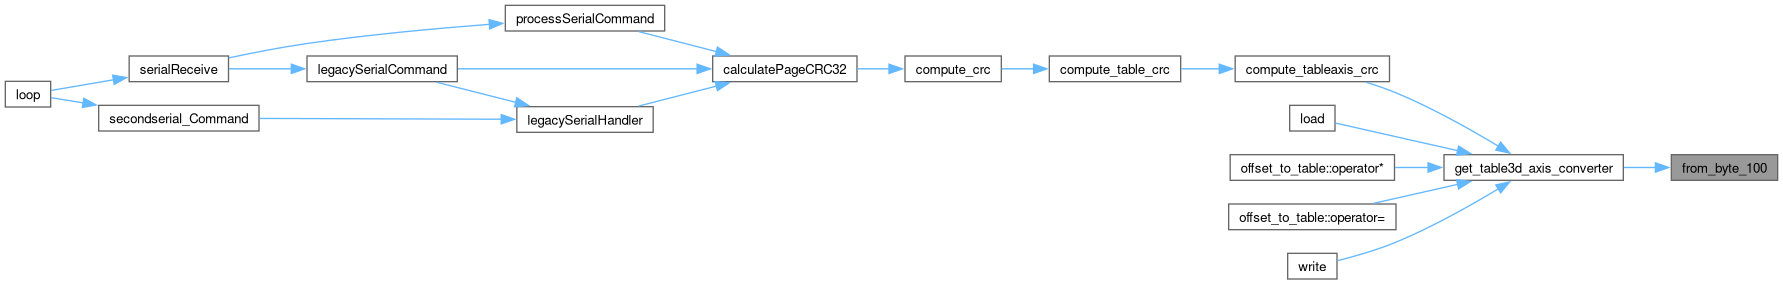 processSerialCommand
serialReceive
legacySerialCommand
calculatePageCRC32
compute_crc
compute_table_crc
compute_tableaxis_crc
loop
secondserial_Command
legacySerialHandler
load
offset_to_table::operator*
get_table3d_axis_converter
from_byte_100
offset_to_table::operator=
write